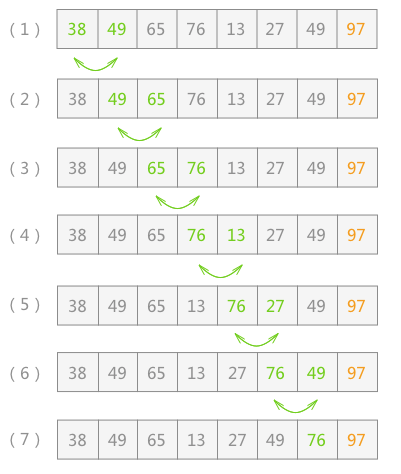 (1) 38 49 65 76 13 27 49 97
(2) 38 49 65 76 13 27 49 97
(3) 38 49 65 76 13 27 49 97
(4) 38 49 65 76 13 27 49 97
(5) 38 49 65 13 76 27 49 97
(6) 38 49 65 13 27 76 49 97
(7) 38 49 65 13 27 49 76 97